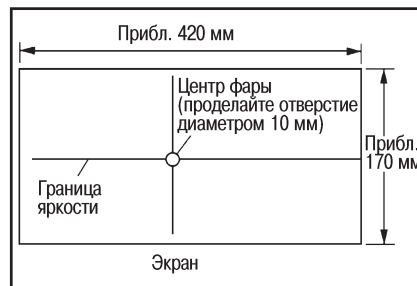 Прибл. 420 мм
Центр фары
(проделайте отверстие
диаметром 10 мм)
Прибл.
170 мм
Граница
яркости
Экран